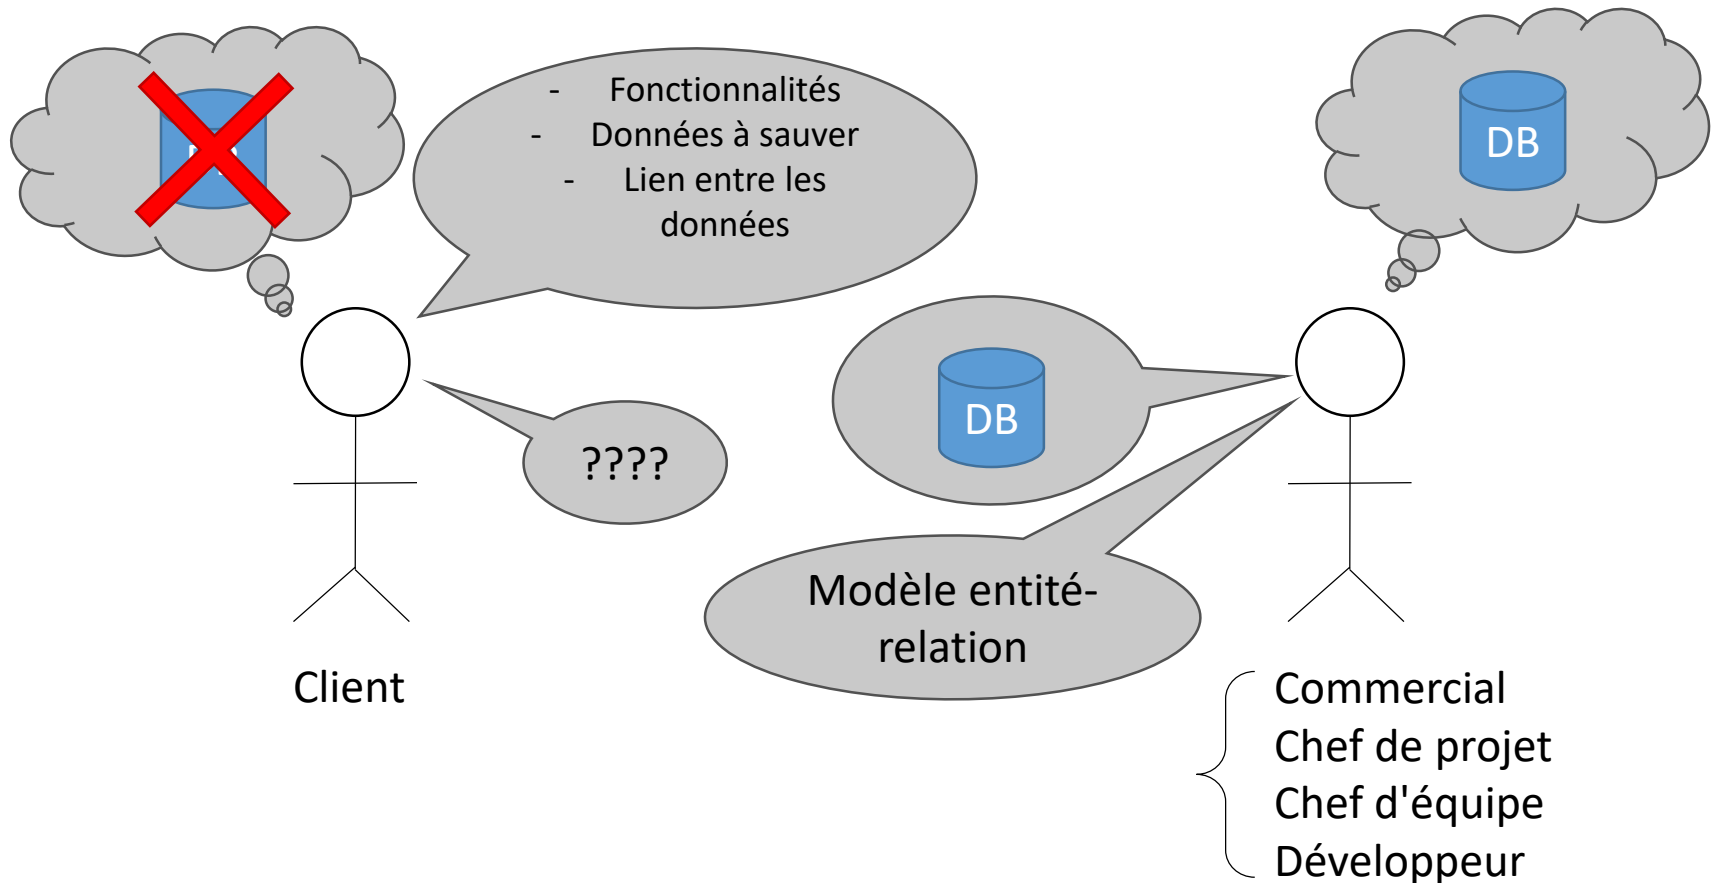 - Fonctionnalités
- Données à sauver
- Lien entre les
données
DB
DB
????
Modèle entité-
relation
Client
Commercial
Chef de projet
Chef d'équipe
Développeur